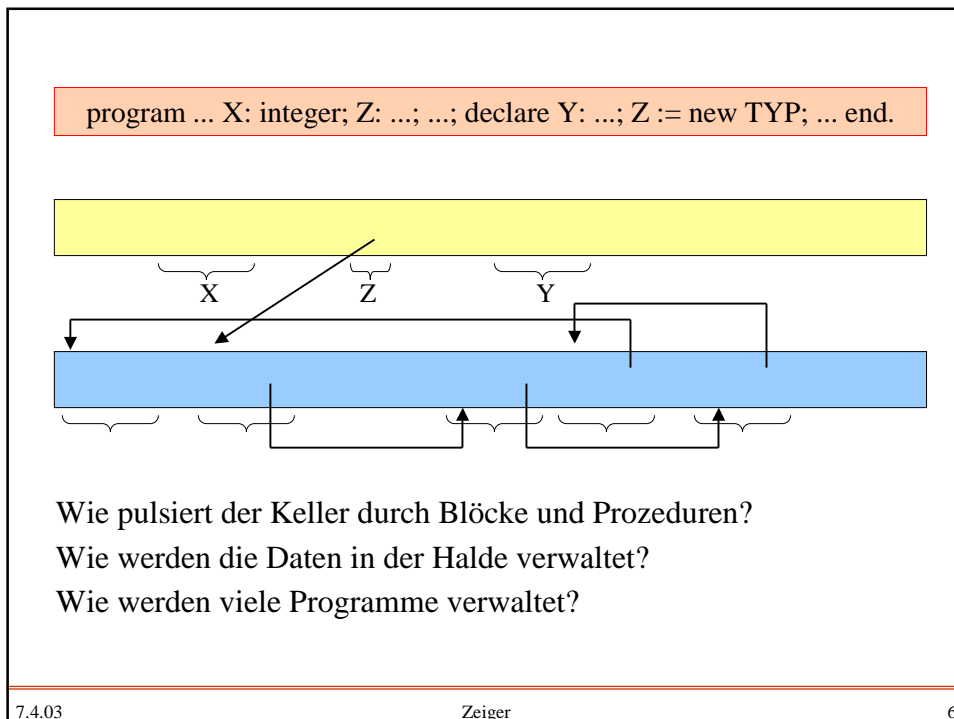 program ... X: integer; Z: ...; ...; declare Y: ...; Z := new TYP; ... end.
X Z Y
Wie pulsiert der Keller durch Blöcke und Prozeduren?
Wie werden die Daten in der Halde verwaltet?
Wie werden viele Programme verwaltet?
7.4.03 Zeiger 6